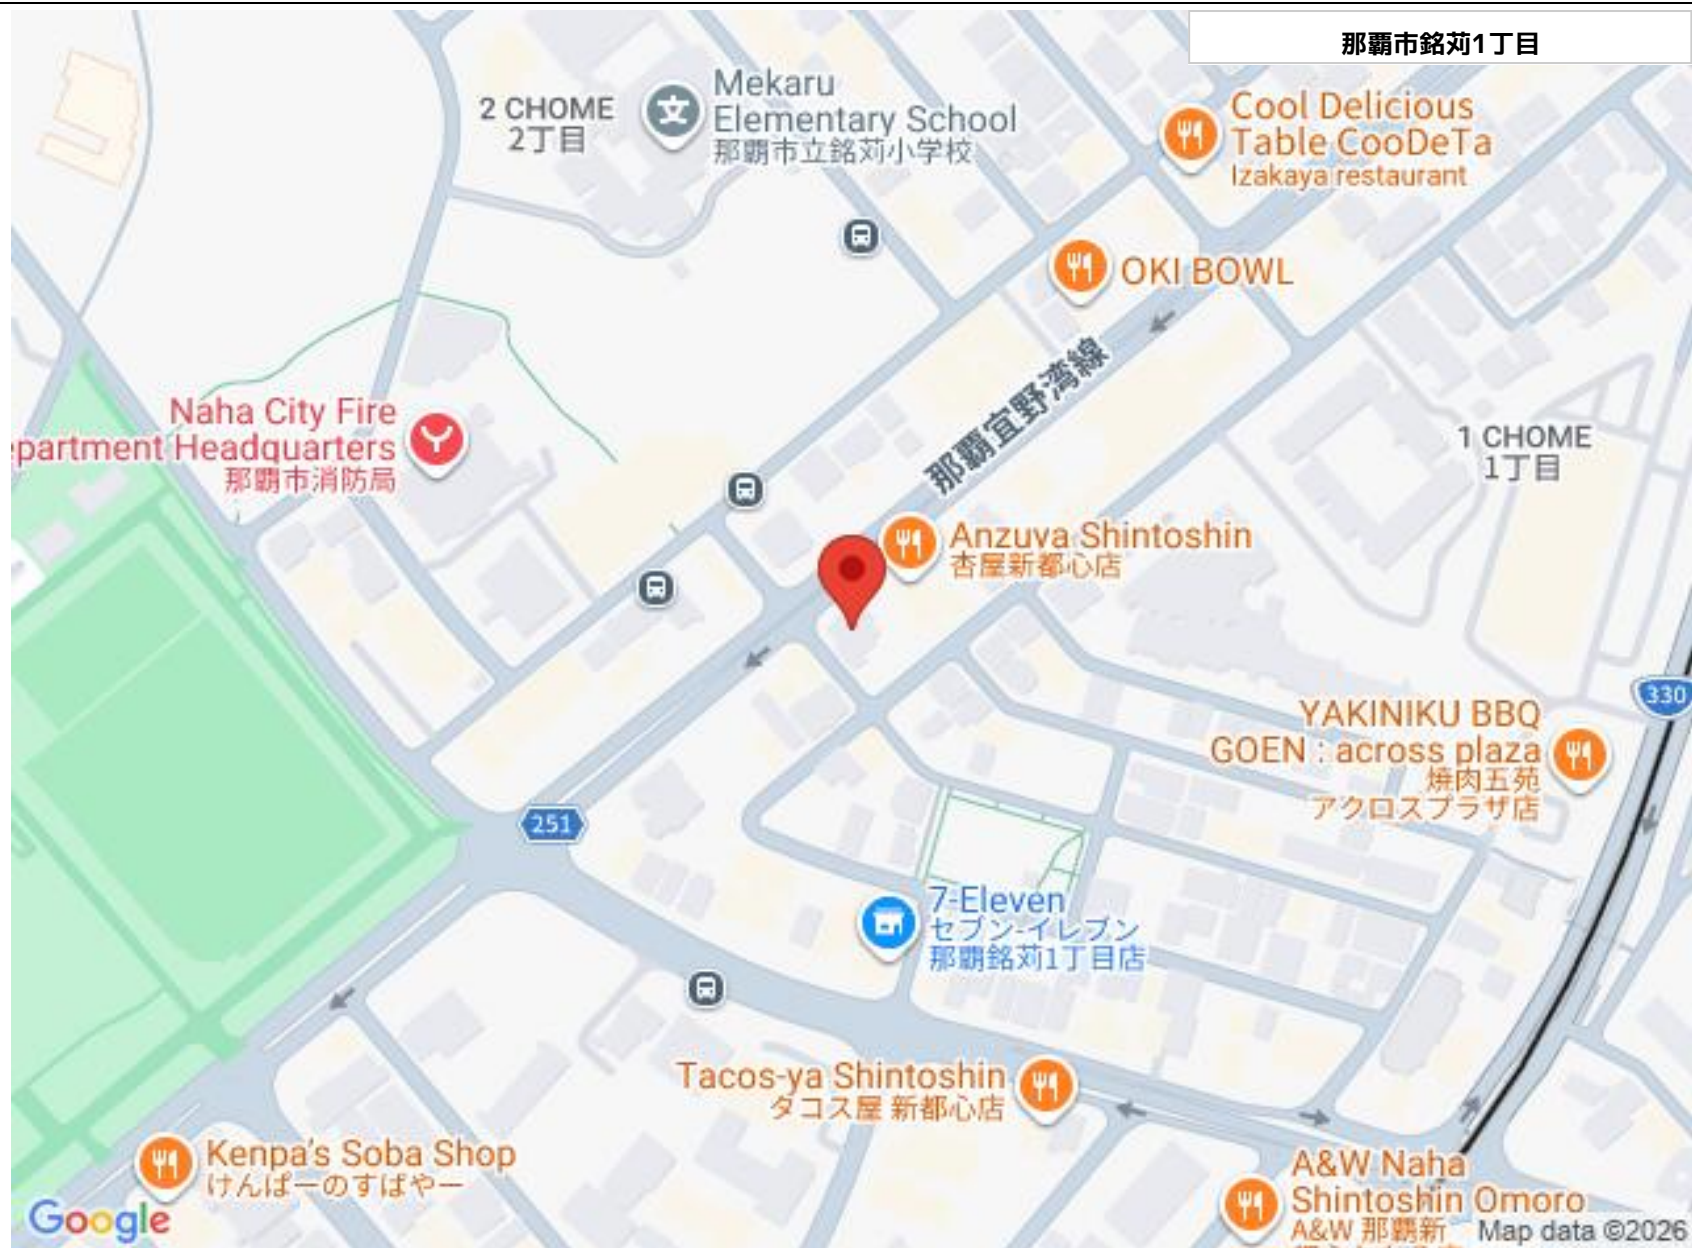 那覇市銘苅1丁目
Mekaru
Elementary School
那覇市立銘苅小学校
2 CHOME
2丁目
Cool Delicious
Table CooDeTa
Izakaya restaurant
OKI BOWL
那覇宜野湾線
Naha City Fire
epartment Headquarters
那覇市消防局
1 CHOME
1丁目
Anzuya Shintoshin
杏屋新都心店
330
YAKINIKU BBQ
GOEN : across plaza
焼肉五苑
アクロスプラザ店
251
7-Eleven
セブン-イレブン
那覇銘苅1丁目店
Tacos-ya Shintoshin
タコス屋 新都心店
Kenpa's Soba Shop
けんぱーのすばやー
A&W Naha
Shintoshin Omoro
A&W 那覇新
Google
Map data ©2026